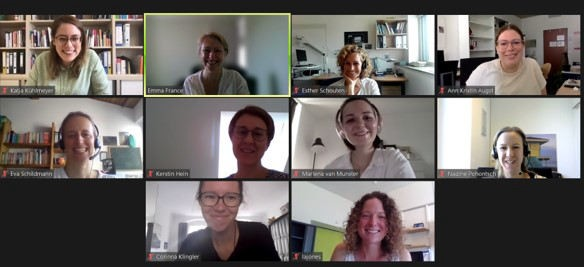 Katja Kühlmeyer
Emma France
Esther Schouten
Ann Kristin Augst
Eva Schildmann
Kerstin Hein
Marlena van Munster
Nadine Pohontsch
Corinna Klingler
lajones